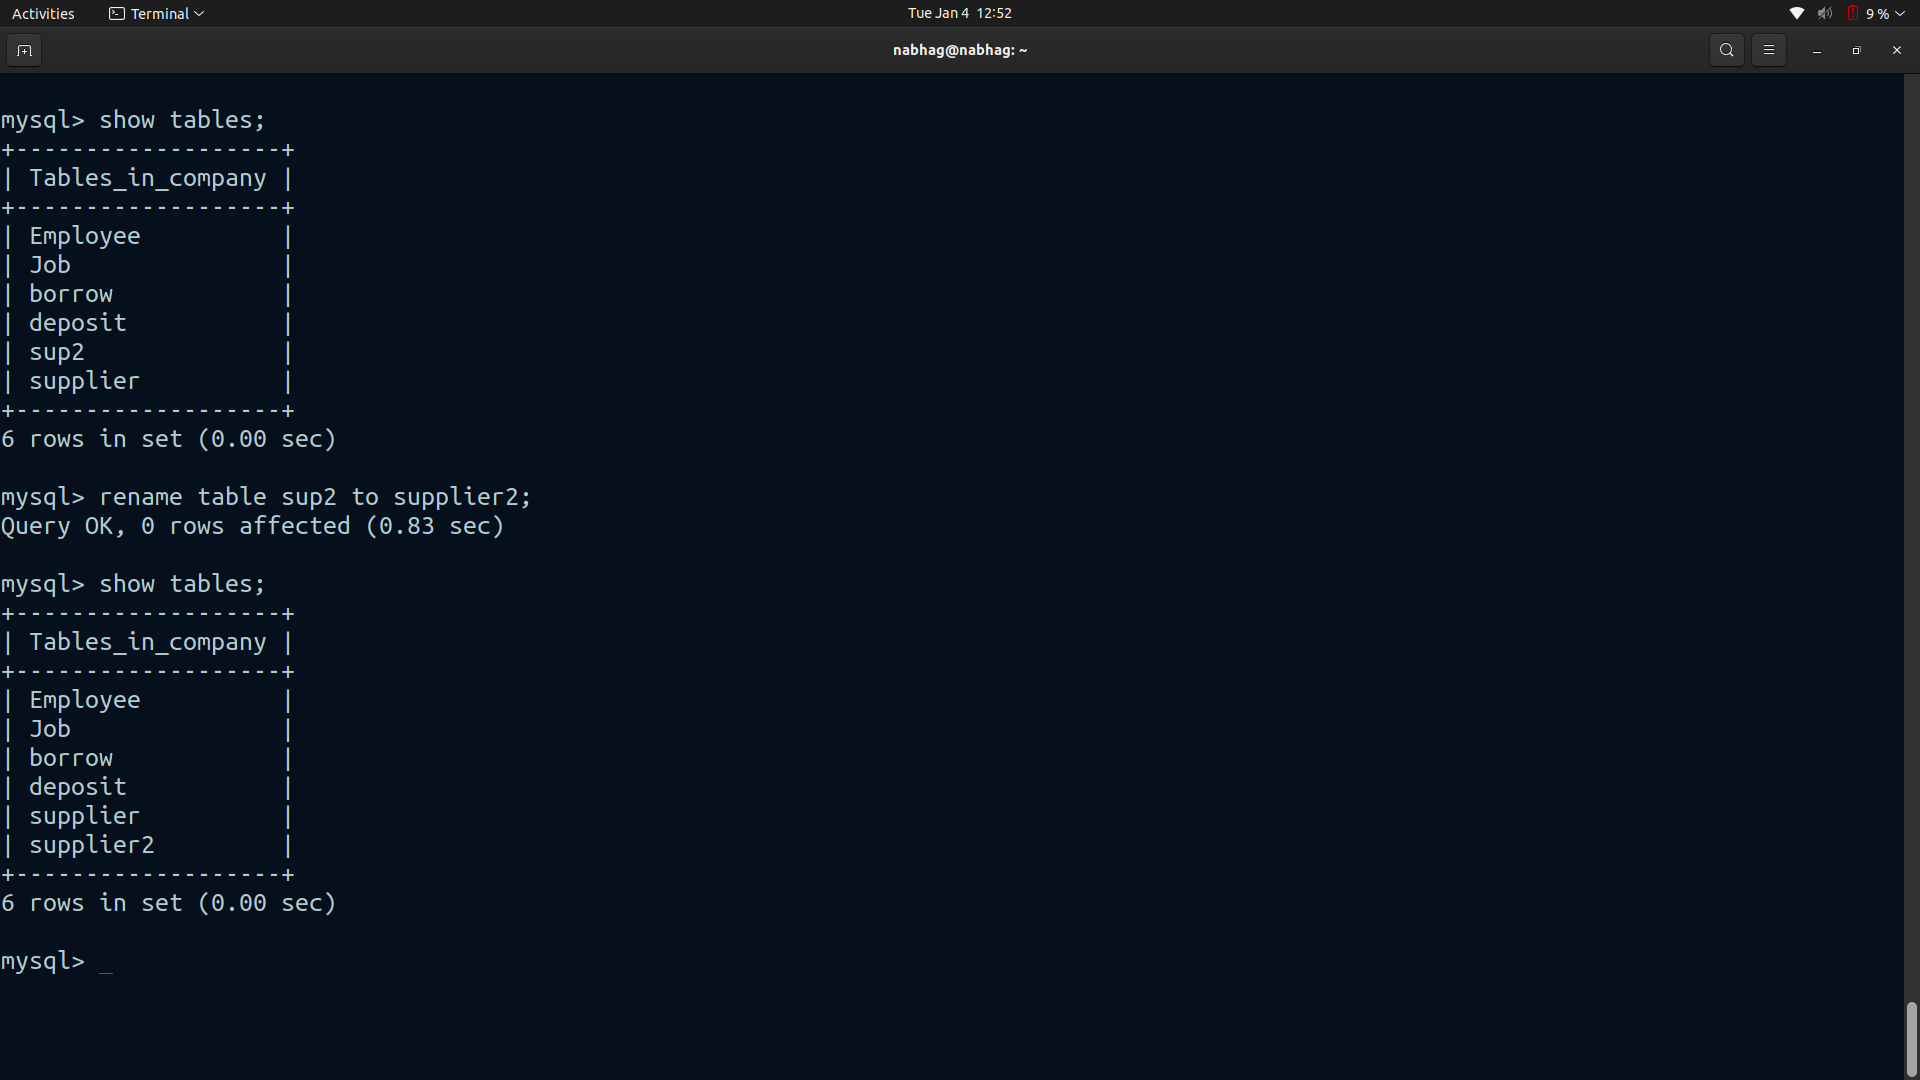 Activities Terminal Tue Jan 4 12:52 9 %
nabhag@nabhag: ~
mysql> show tables;
+-------------------+
| Tables_in_company |
+-------------------+
| Employee          |
| Job               |
| borrow            |
| deposit           |
| sup2              |
| supplier          |
+-------------------+
6 rows in set (0.00 sec)
mysql> rename table sup2 to supplier2;
Query OK, 0 rows affected (0.83 sec)
mysql> show tables;
+-------------------+
| Tables_in_company |
+-------------------+
| Employee          |
| Job               |
| borrow            |
| deposit           |
| supplier          |
| supplier2         |
+-------------------+
6 rows in set (0.00 sec)
mysql> _